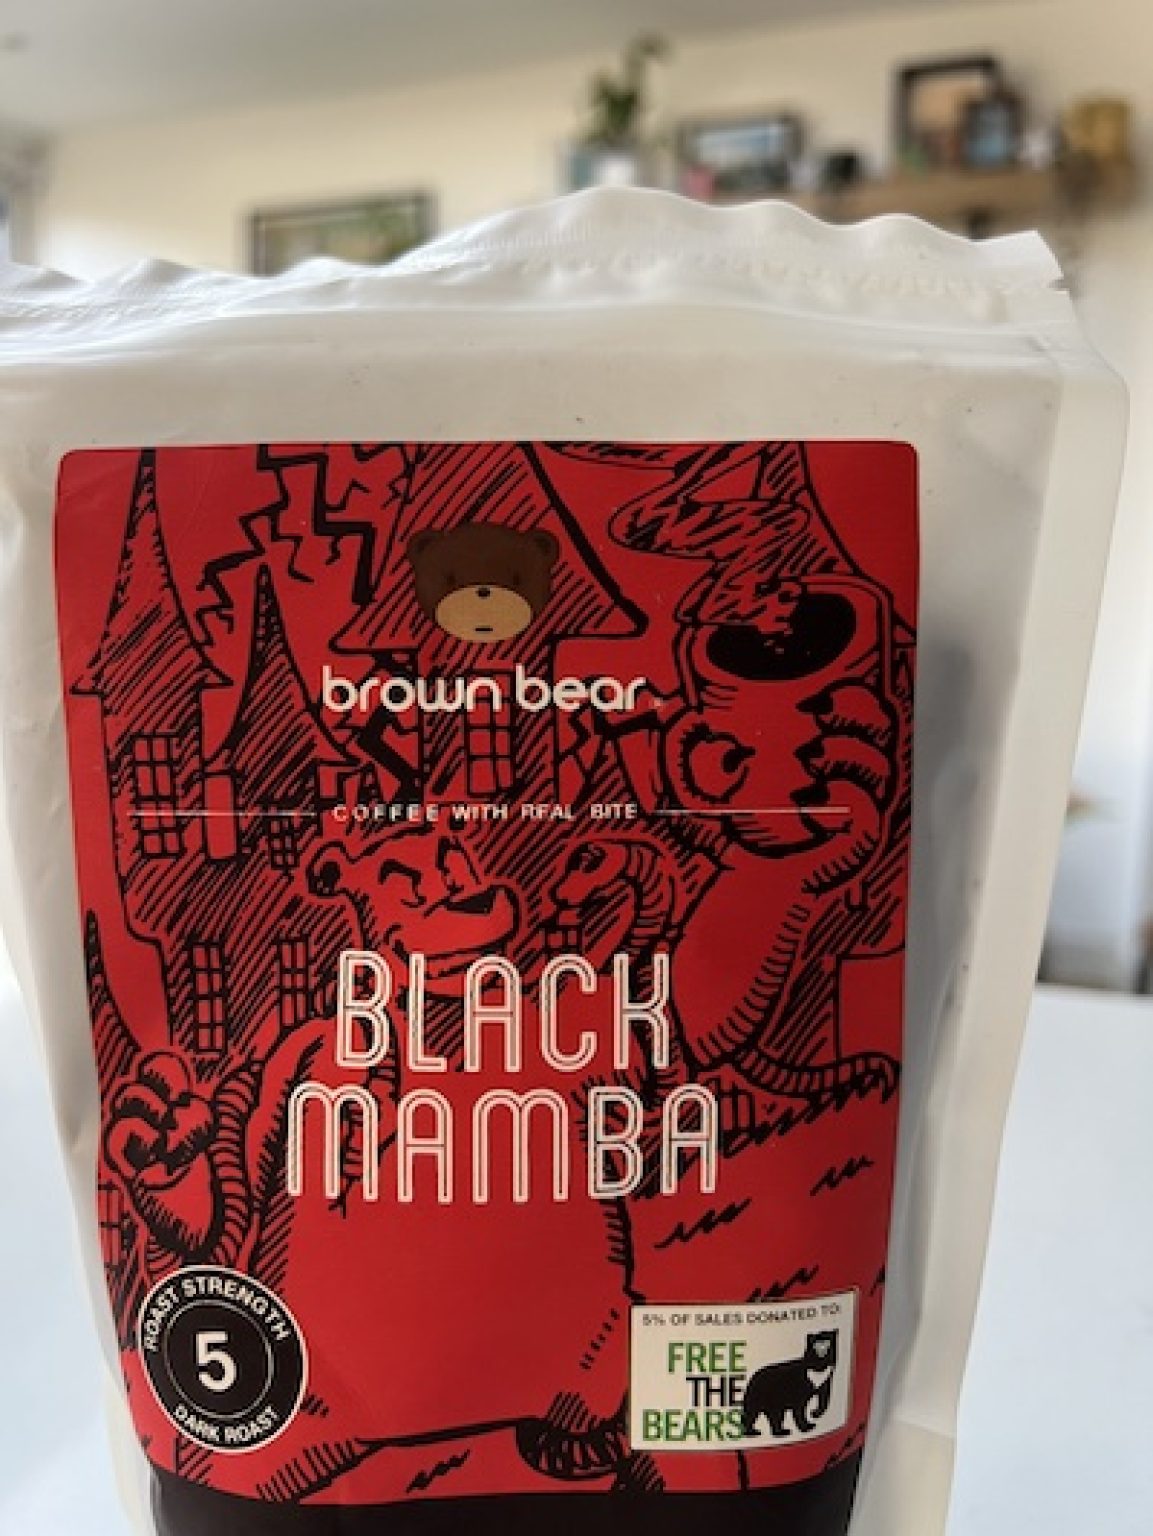 brown bear
COFFEE WITH REAL BITE
BLACK
MAMBA
ROAST STRENGTH
5
DARK ROAST
5% OF SALES DONATED TO:
FREE
THE
BEARS